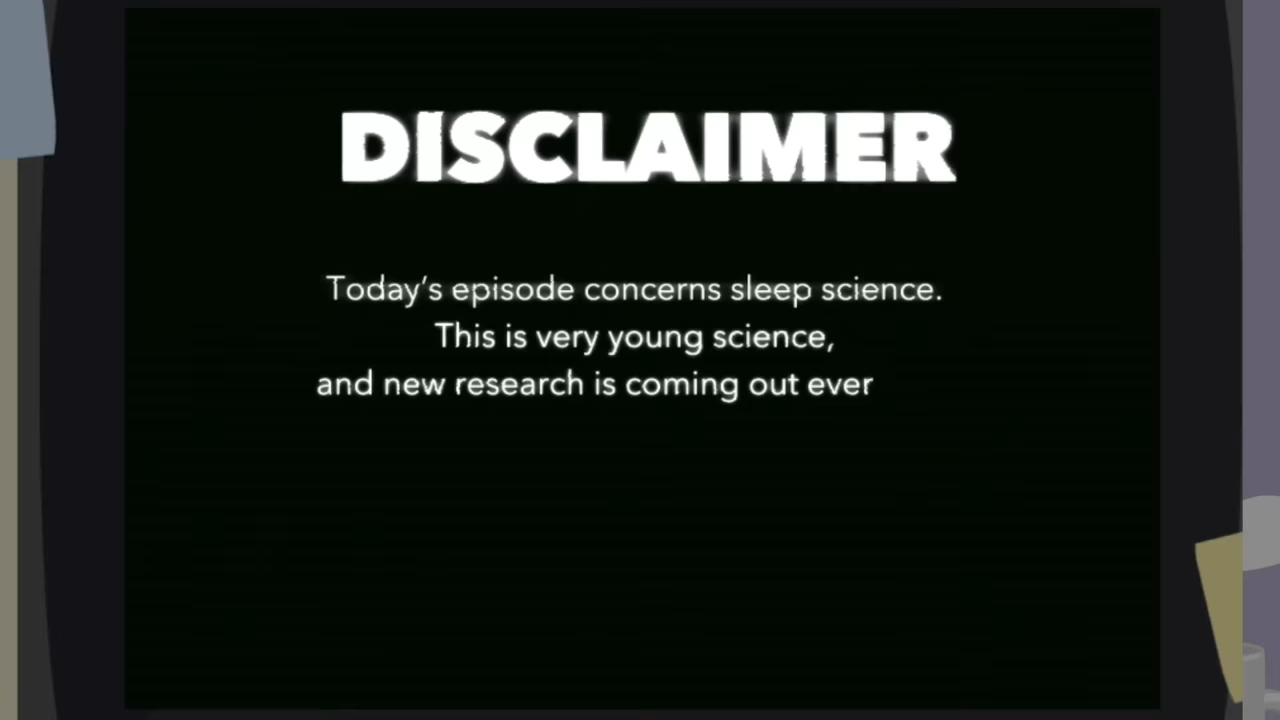 DISCLAIMER
Today's episode concerns sleep science.
This is very young science,
and new research is coming out ever